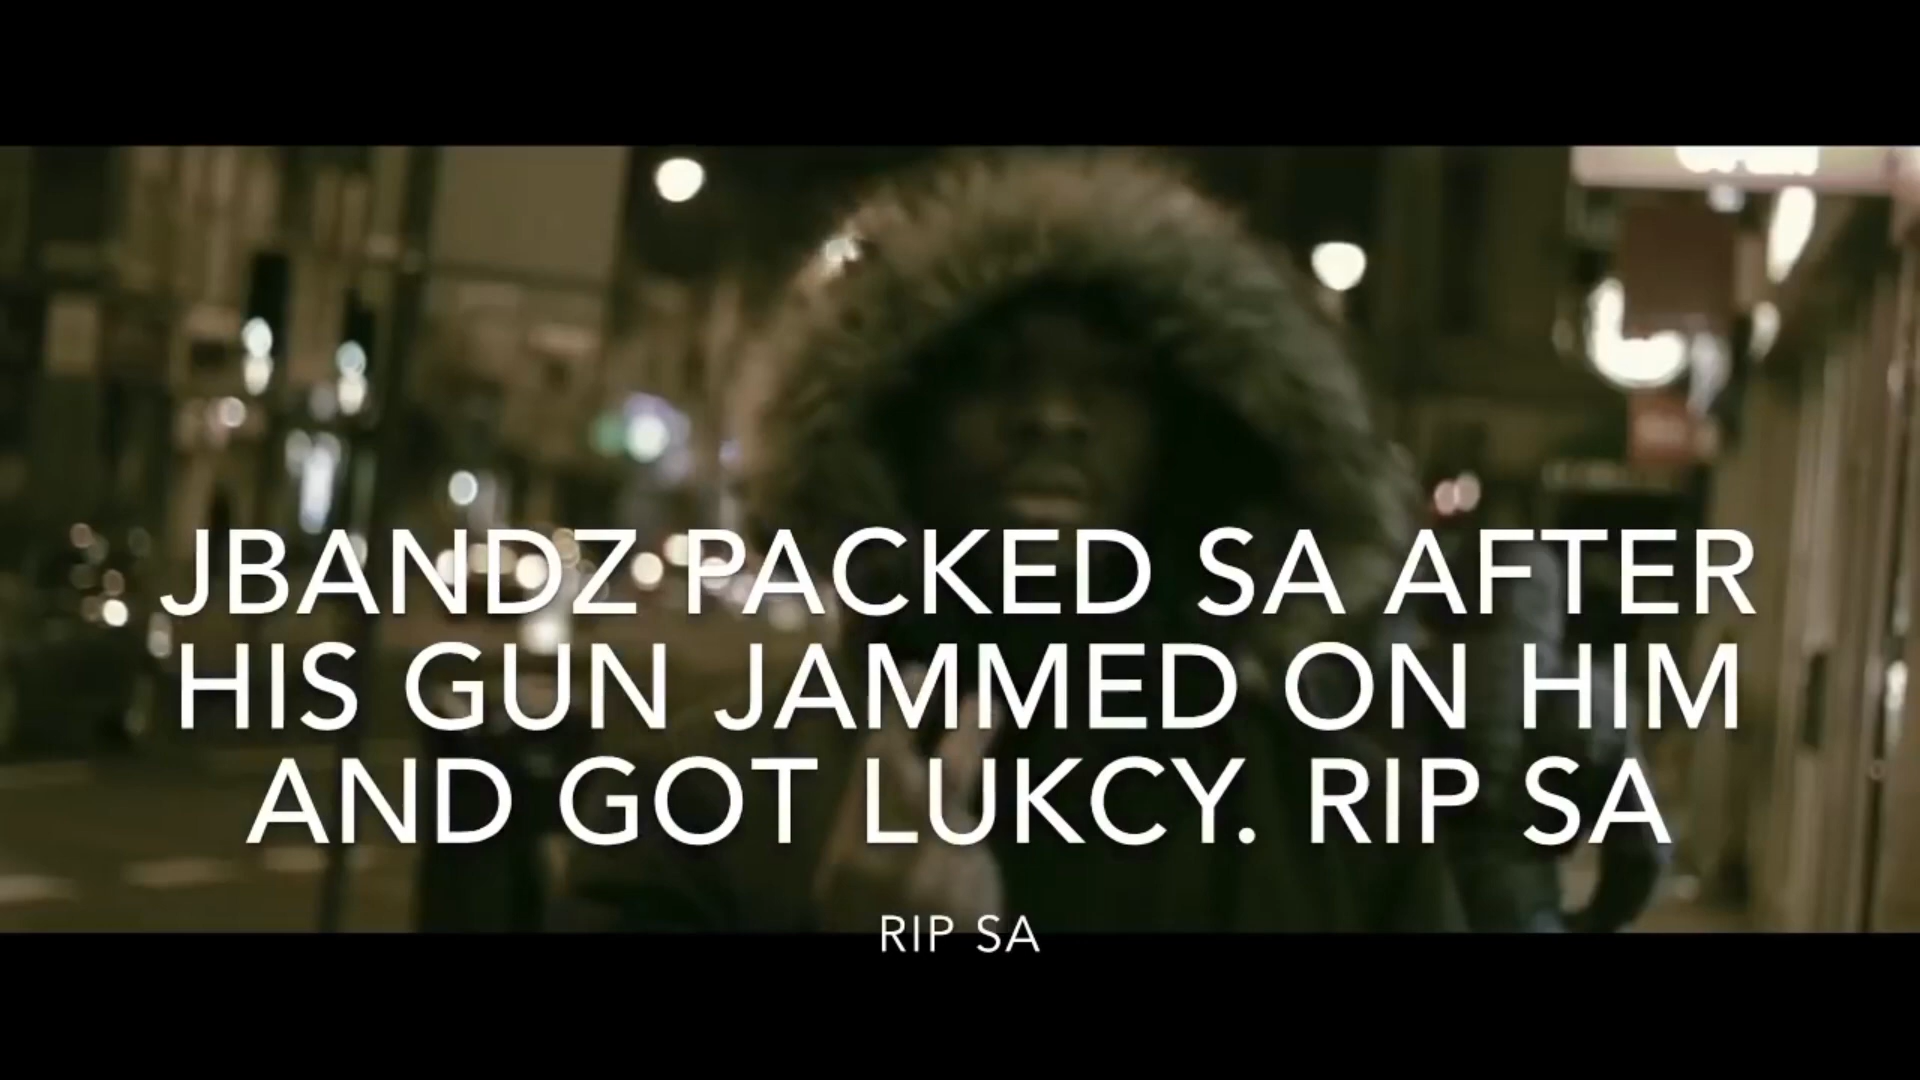 JBANDZ PACKED SA AFTER
HIS GUN JAMMED ON HIM
AND GOT LUKCY. RIP SA
RIP SA